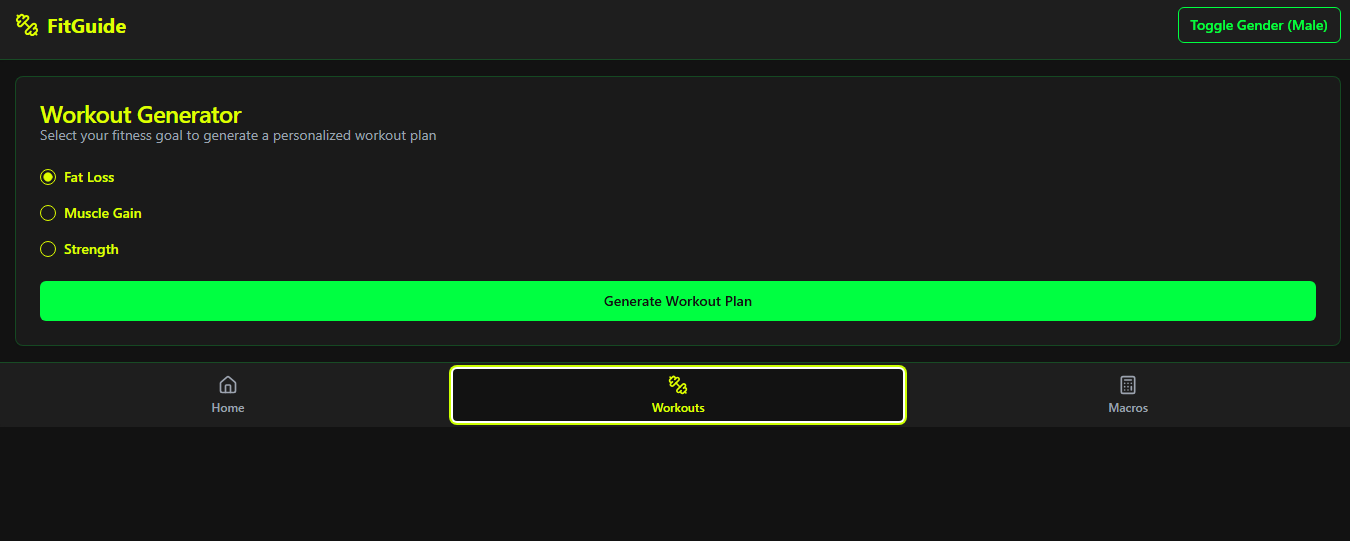 FitGuide
Toggle Gender (Male)
Workout Generator
Select your fitness goal to generate a personalized workout plan
Fat Loss
Muscle Gain
Strength
Generate Workout Plan
Home
Workouts
Macros